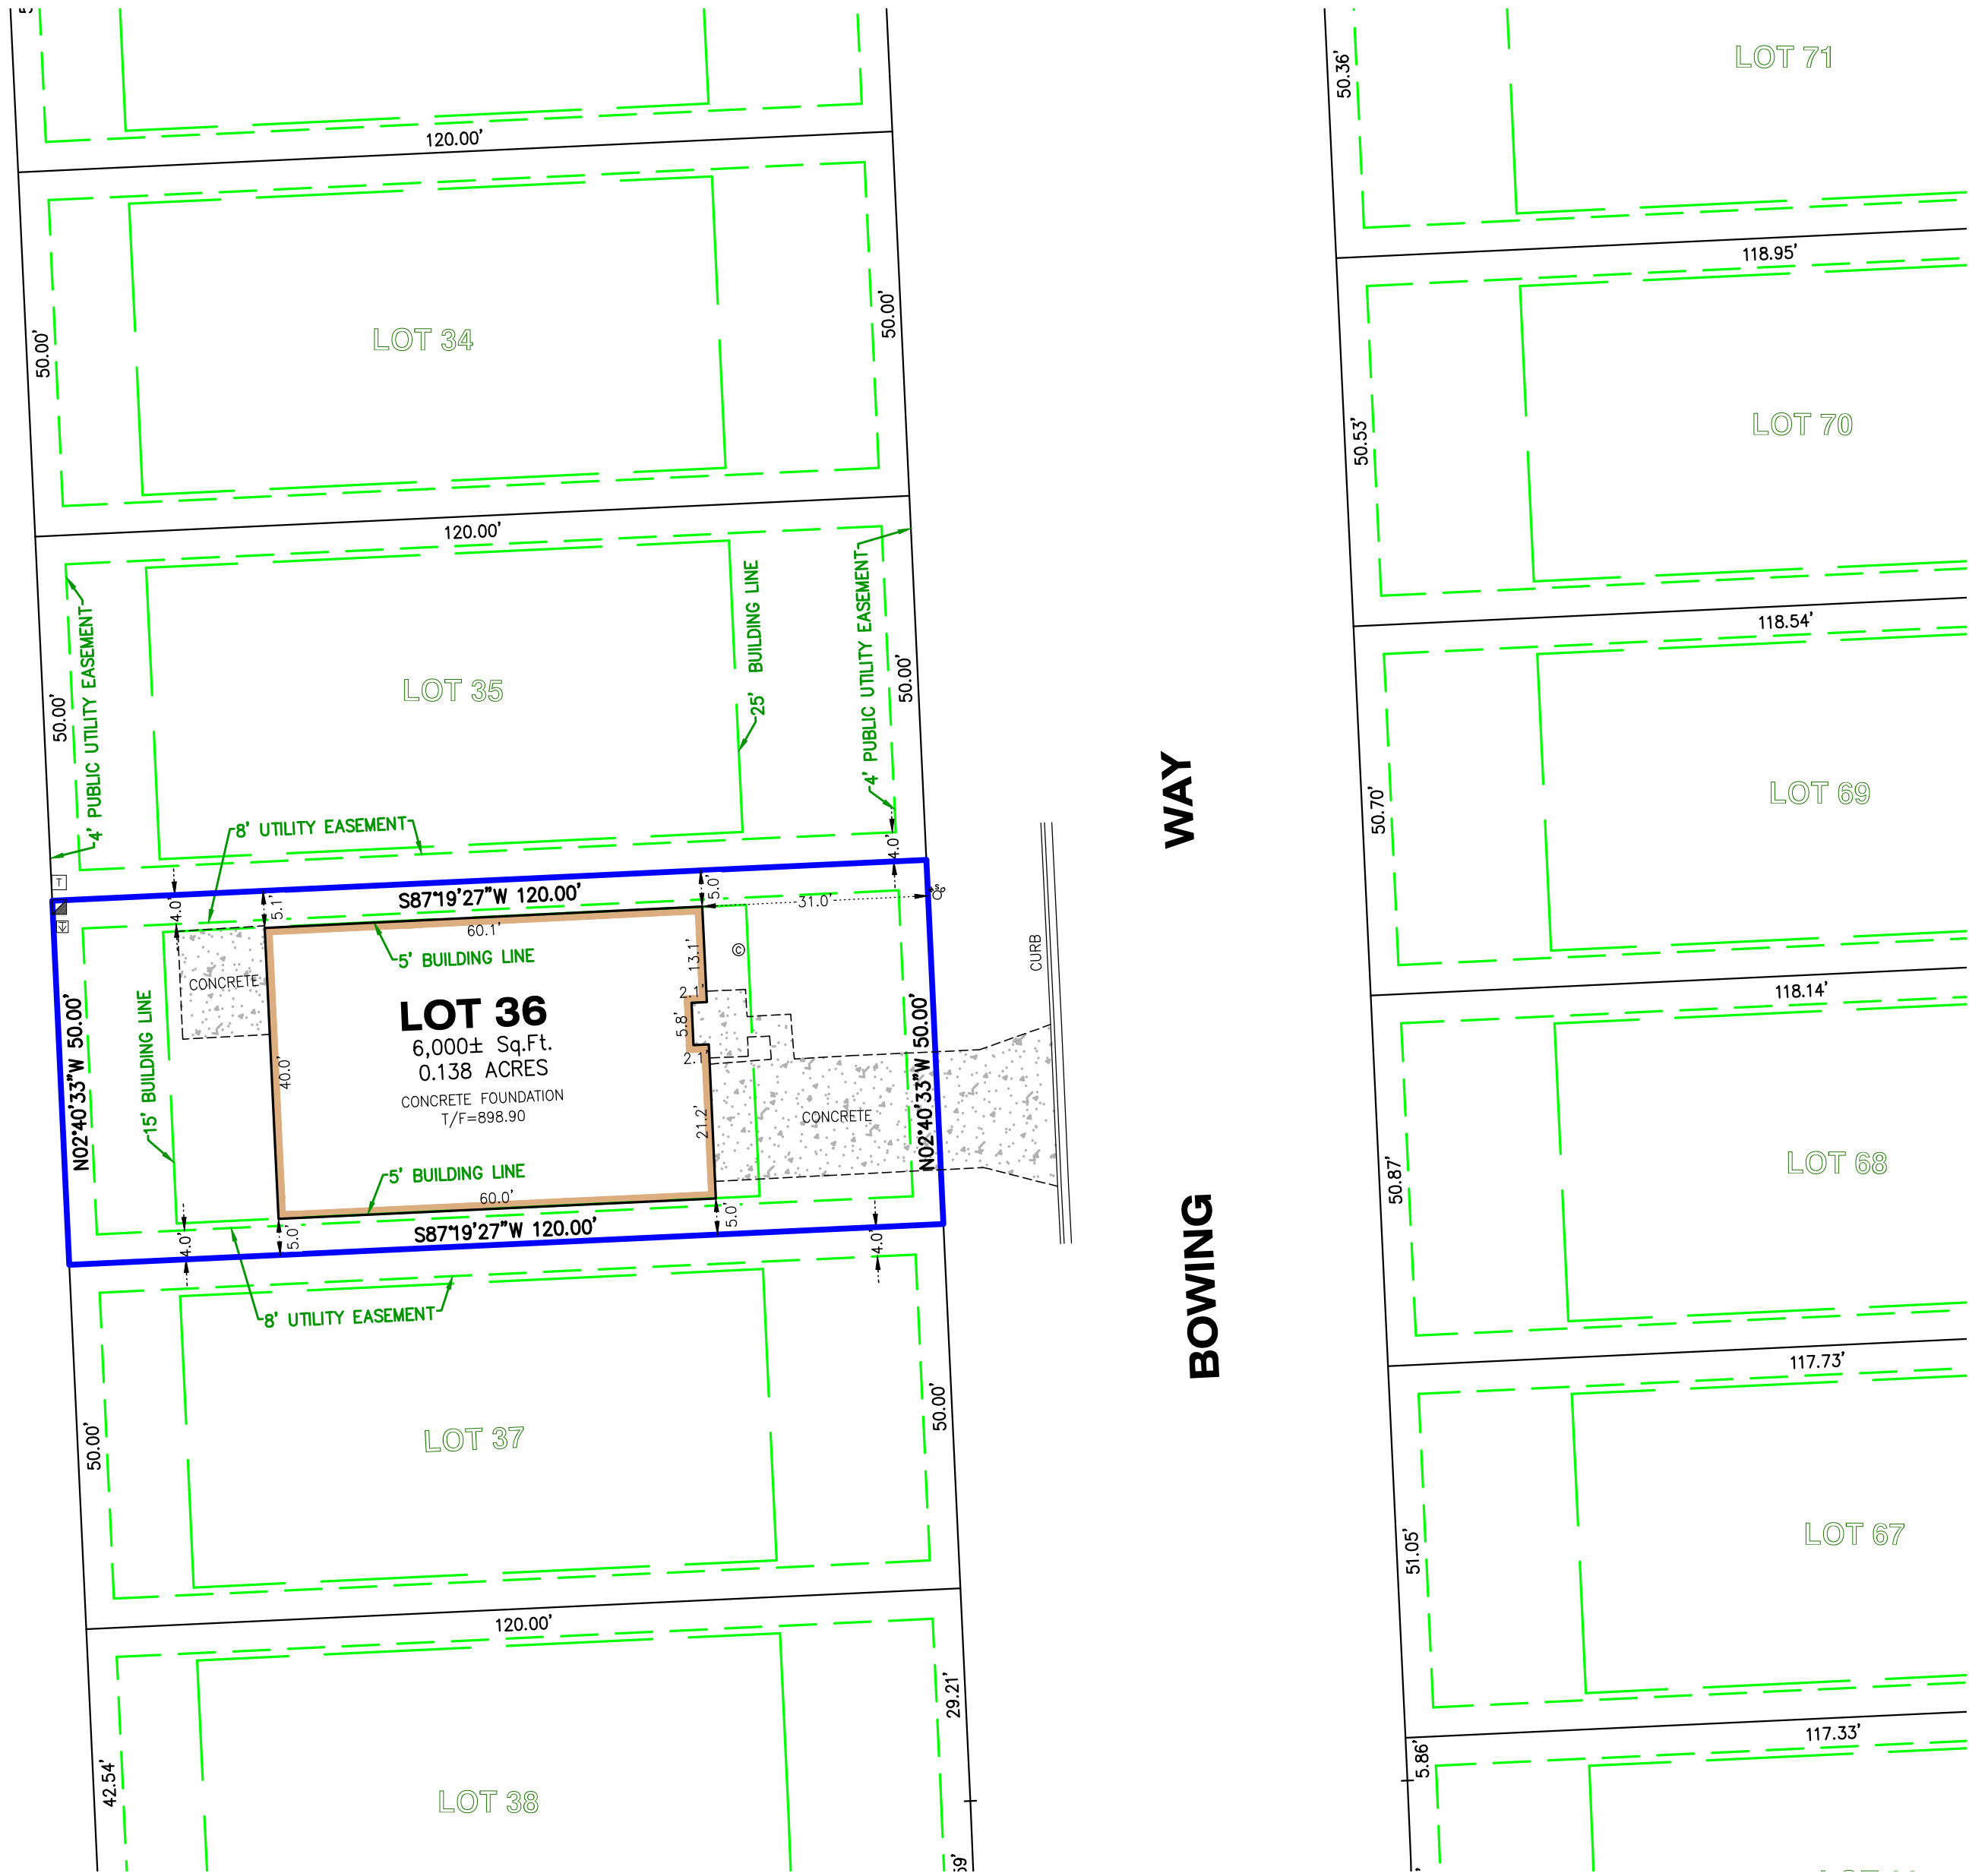 120.00'
50.36'
LOT 71
118.95'
50.00'
LOT 34
50.00'
50.53'
LOT 70
120.00'
118.54'
4' PUBLIC UTILITY EASEMENT
50.00'
LOT 35
25' BUILDING LINE
4' PUBLIC UTILITY EASEMENT
50.00'
50.70'
LOT 69
8' UTILITY EASEMENT
4.0'
T
4.0'
5.1'
S87°19'27"W 120.00'
5.0'
31.0'
60.1'
5' BUILDING LINE
13.1'
C
CURB
CONCRETE
2.1'
5.8'
2.1'
LOT 36
6,000± Sq.Ft.
0.138 ACRES
CONCRETE FOUNDATION
T/F=898.90
N02°40'33"W 50.00'
15' BUILDING LINE
40.0'
21.2'
CONCRETE
N02°40'33"W 50.00'
5' BUILDING LINE
60.0'
4.0'
5.0'
S87°19'27"W 120.00'
5.0'
4.0'
8' UTILITY EASEMENT
BOWING WAY
118.14'
50.87'
LOT 68
117.73'
50.00'
LOT 37
50.00'
51.05'
LOT 67
120.00'
117.33'
42.54'
LOT 38
29.21'
5.86'